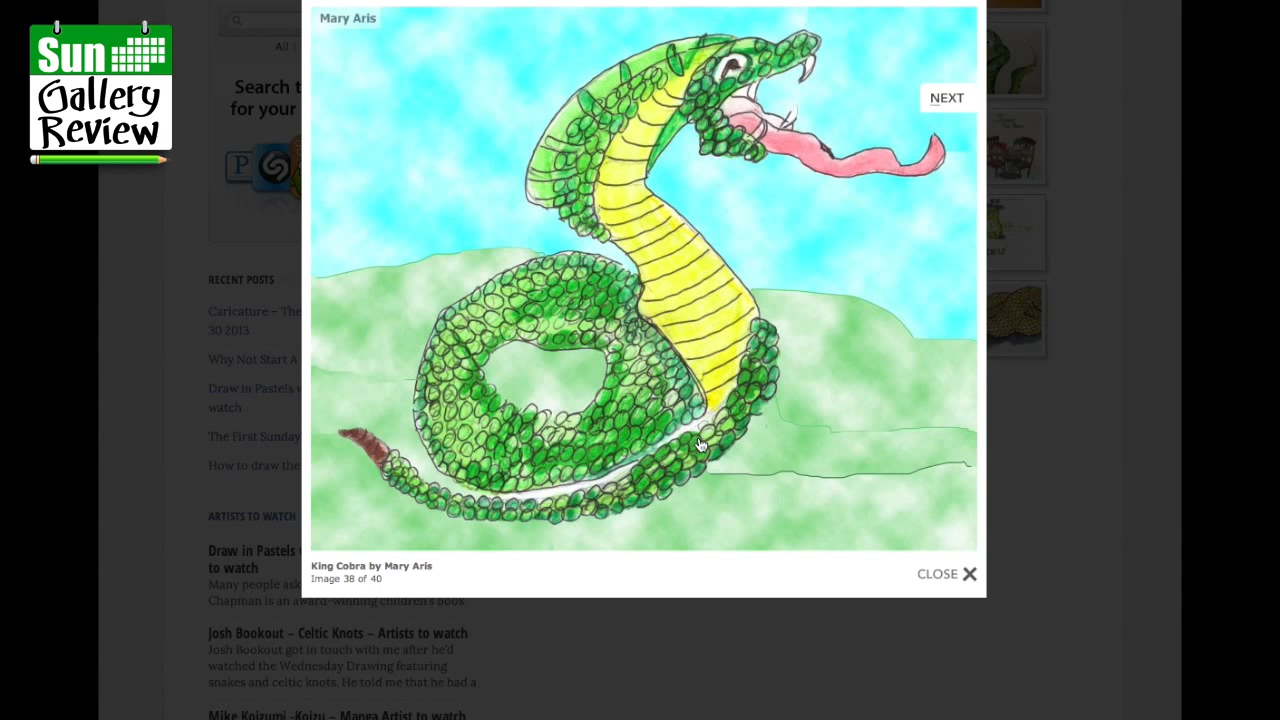 Sun
Gallery
Review
Mary Aris
NEXT
All |
Search t
for your
P
RECENT POSTS
Caricature – The
30 2013
Why Not Start A
Draw in Pastels w
watch
The First Sunday
How to draw the
ARTISTS TO WATCH
Draw in Pastels w
to watch
Many people ask
Chapman is an award-winning children's book
King Cobra by Mary Aris
Image 38 of 40
CLOSE X
Josh Bookout – Celtic Knots – Artists to watch
Josh Bookout got in touch with me after he'd
watched the Wednesday Drawing featuring
snakes and celtic knots. He told me that he had a
Mike Koizumi -Koizu – Manga Artist to watch